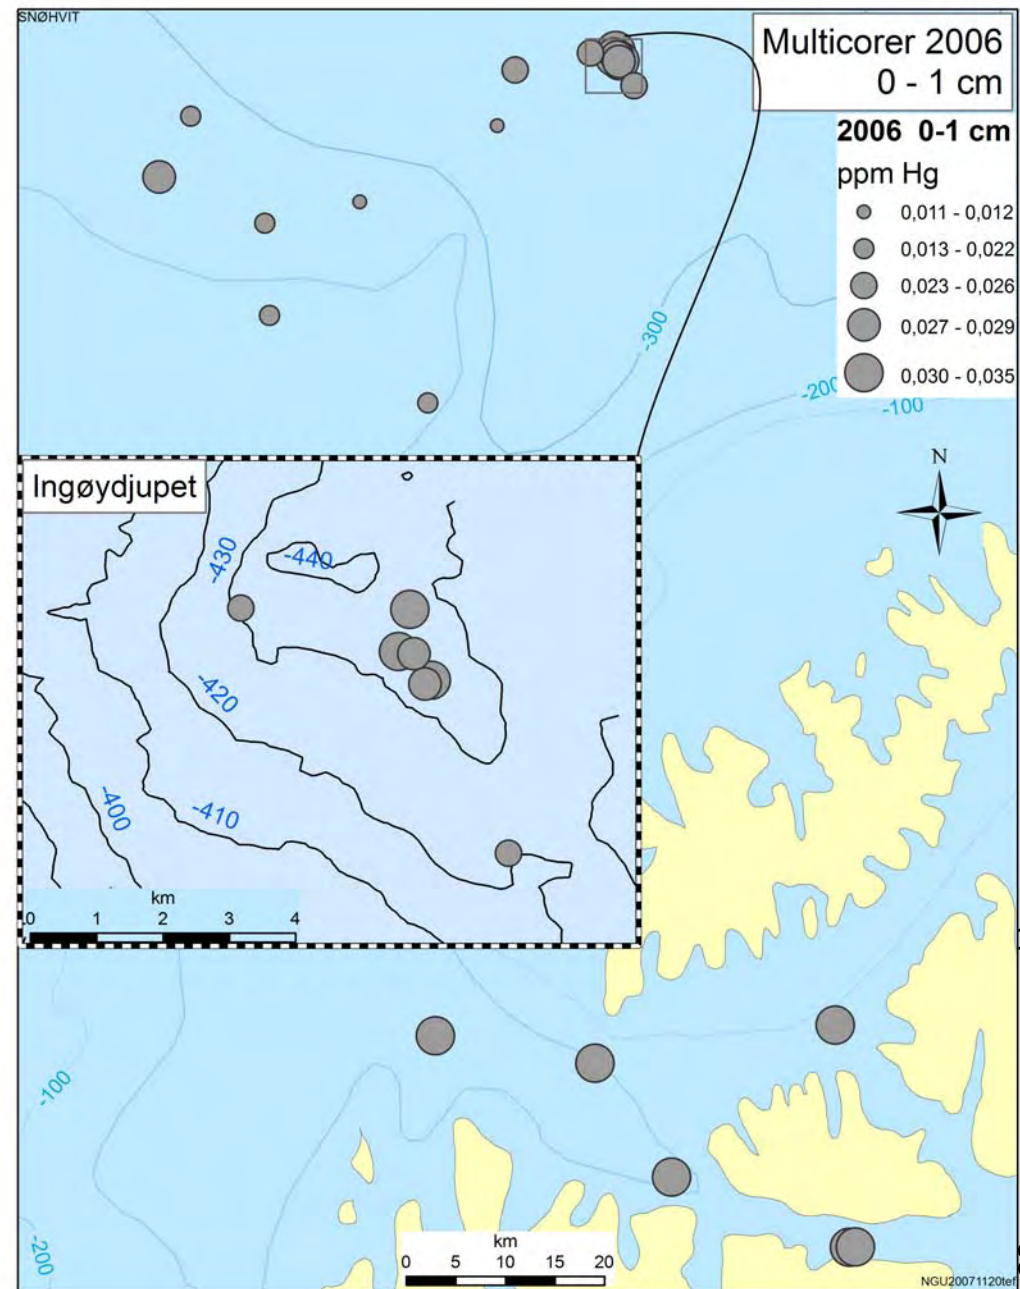 SNØHVIT
Multicorer 2006
0 - 1 cm
2006 0-1 cm
ppm Hg
0,011 - 0,012
0,013 - 0,022
0,023 - 0,026
0,027 - 0,029
0,030 - 0,035
-300
-200
-100
N
Ingøydjupet
-430
-440
-420
-410
-400
km
0 1 2 3 4
-100
-200
km
0 5 10 15 20
NGU20071120tef